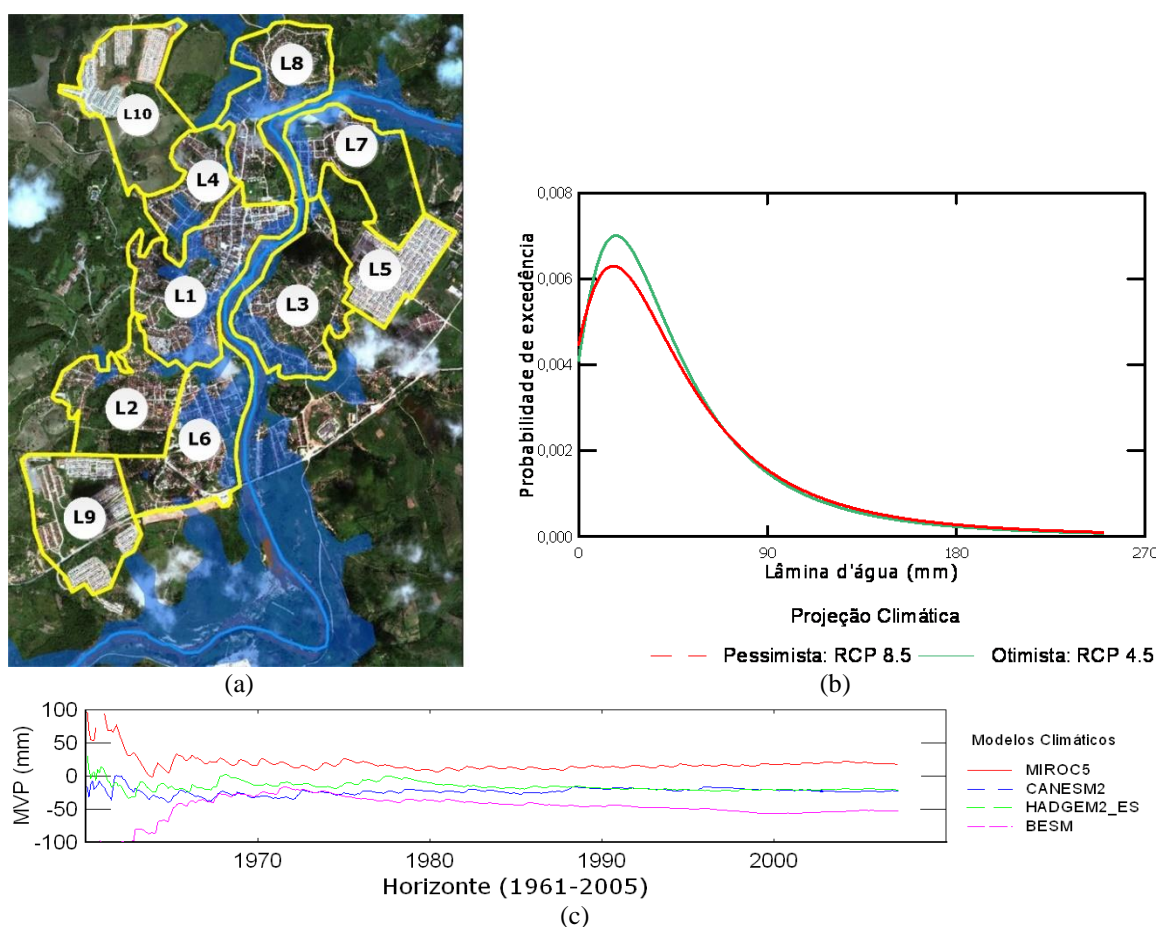 L8
L10
L7
L4
L5
L1
L3
L2
L6
L9
(a)
0,008
0,006
0,004
0,002
0,000
Probabilidade de excedência
0 90 180 270
Lâmina d'água (mm)
Projeção Climática
Pessimista: RCP 8.5 Otimista: RCP 4.5
(b)
100
50
0
-50
-100
MVP (mm)
1970 1980 1990 2000
Horizonte (1961-2005)
Modelos Climáticos
MIROC5
CANESM2
HADGEM2_ES
BESM
(c)